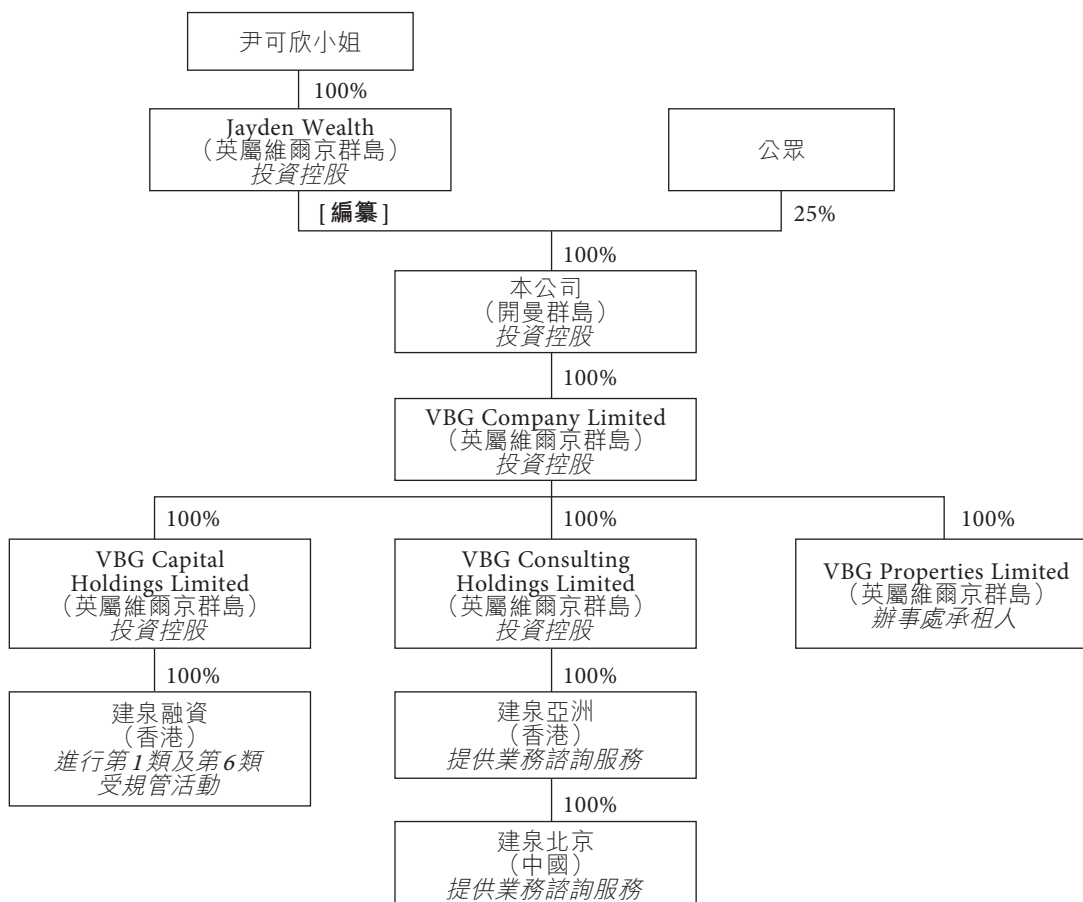 尹可欣小姐
100%
Jayden Wealth
（英屬維爾京群島）
投資控股
公眾
[編纂]
25%
100%
本公司
（開曼群島）
投資控股
100%
VBG Company Limited
（英屬維爾京群島）
投資控股
100%
100%
100%
VBG Capital
Holdings Limited
（英屬維爾京群島）
投資控股
VBG Consulting
Holdings Limited
（英屬維爾京群島）
投資控股
VBG Properties Limited
（英屬維爾京群島）
辦事處承租人
100%
100%
建泉融資
（香港）
進行第1類及第6類
受規管活動
建泉亞洲
（香港）
提供業務諮詢服務
100%
建泉北京
（中國）
提供業務諮詢服務